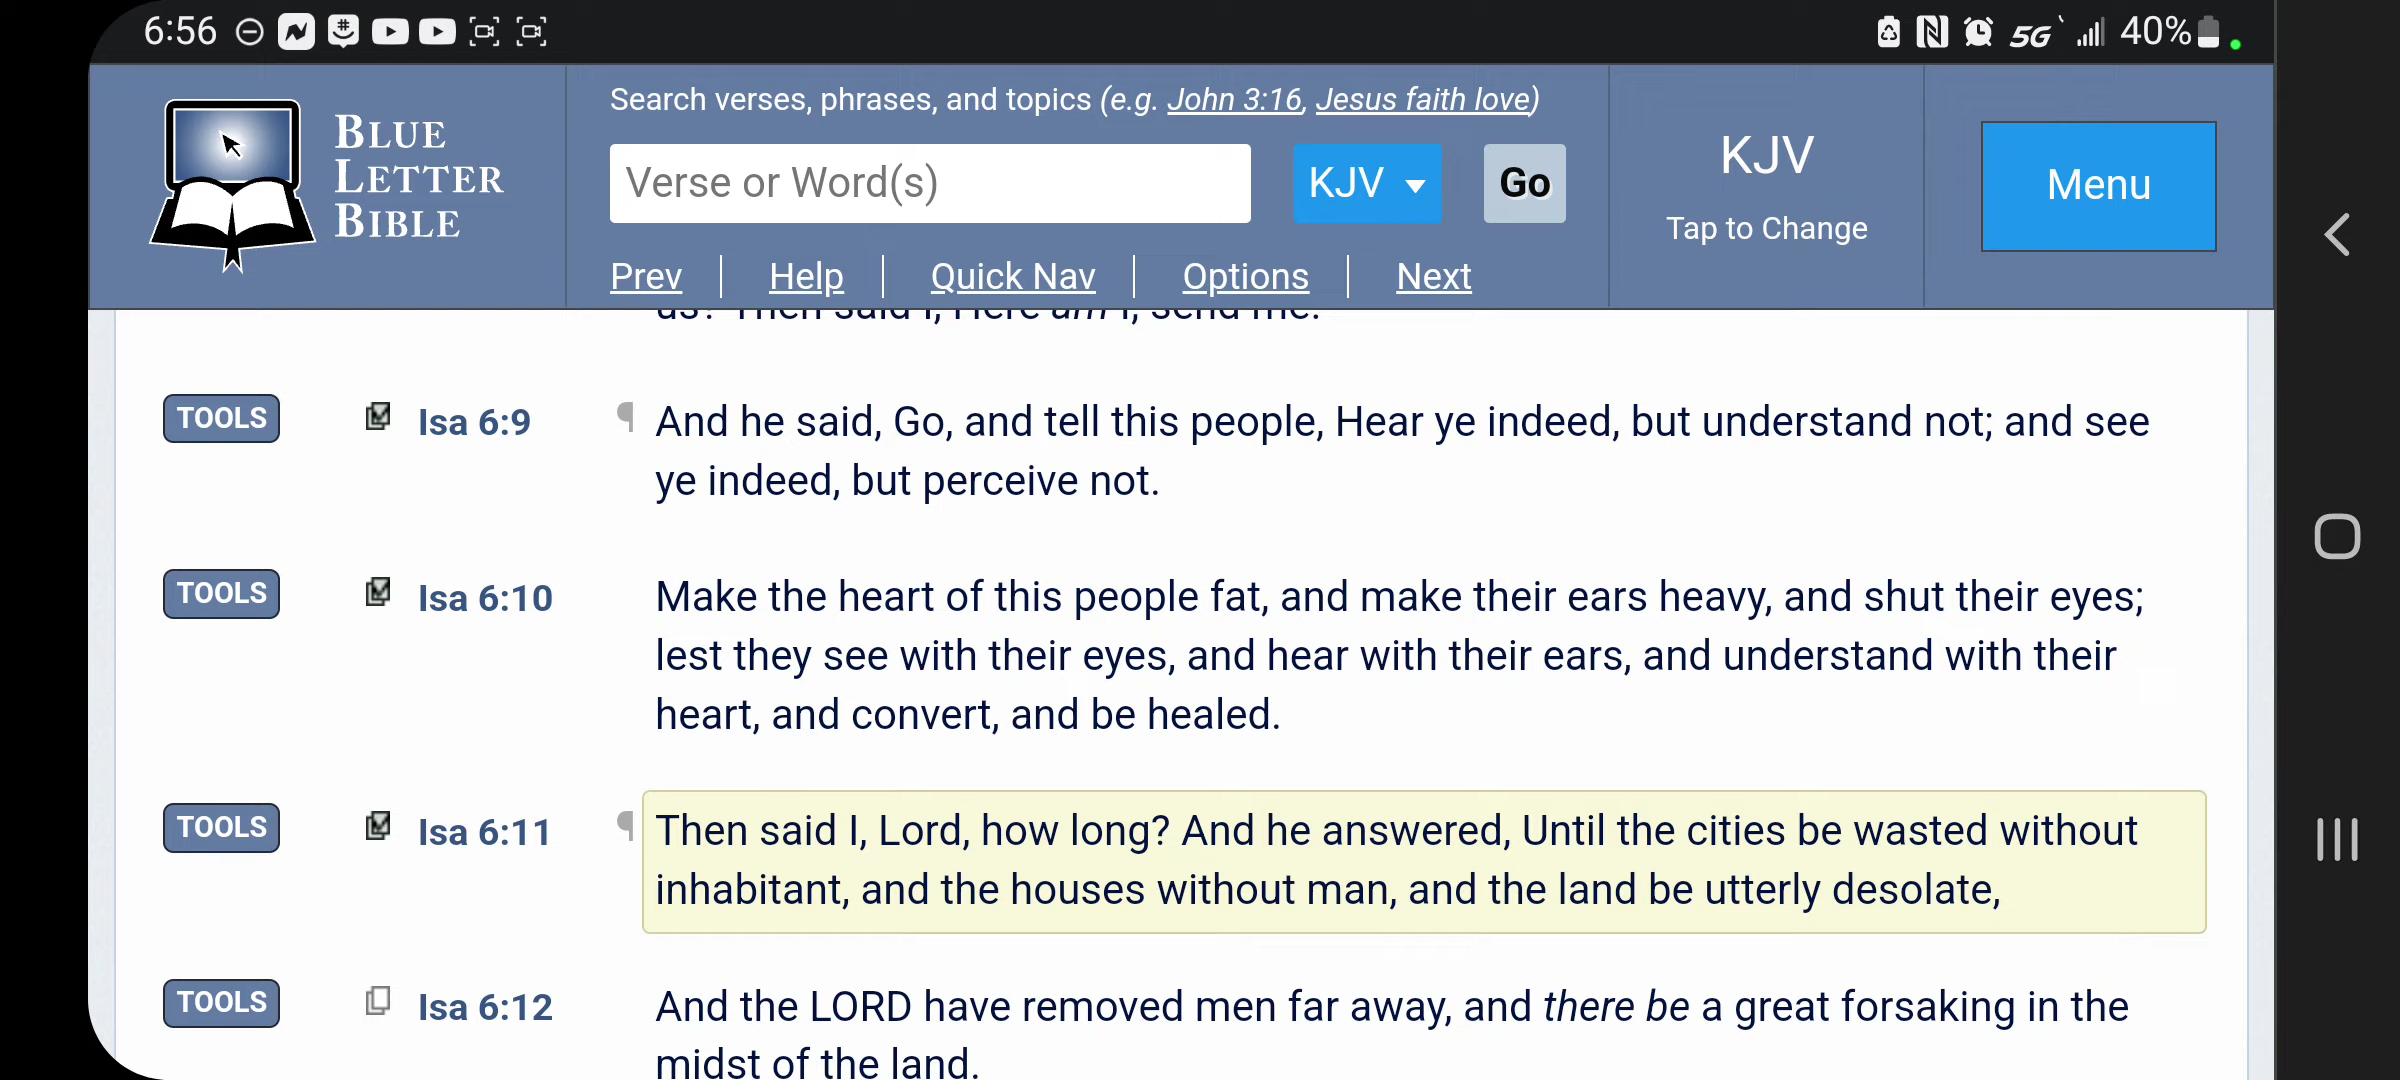 6:56 5G 40%
BLUE
LETTER
BIBLE
Search verses, phrases, and topics (e.g. John 3:16, Jesus faith love)
Verse or Word(s) KJV Go
Prev Help Quick Nav Options Next
KJV
Tap to Change
Menu
us? Then said I, Here am I; send me.
TOOLS Isa 6:9 ¶ And he said, Go, and tell this people, Hear ye indeed, but understand not; and see
ye indeed, but perceive not.
TOOLS Isa 6:10 Make the heart of this people fat, and make their ears heavy, and shut their eyes;
lest they see with their eyes, and hear with their ears, and understand with their
heart, and convert, and be healed.
TOOLS Isa 6:11 ¶ Then said I, Lord, how long? And he answered, Until the cities be wasted without
inhabitant, and the houses without man, and the land be utterly desolate,
TOOLS Isa 6:12 And the LORD have removed men far away, and there be a great forsaking in the
midst of the land.